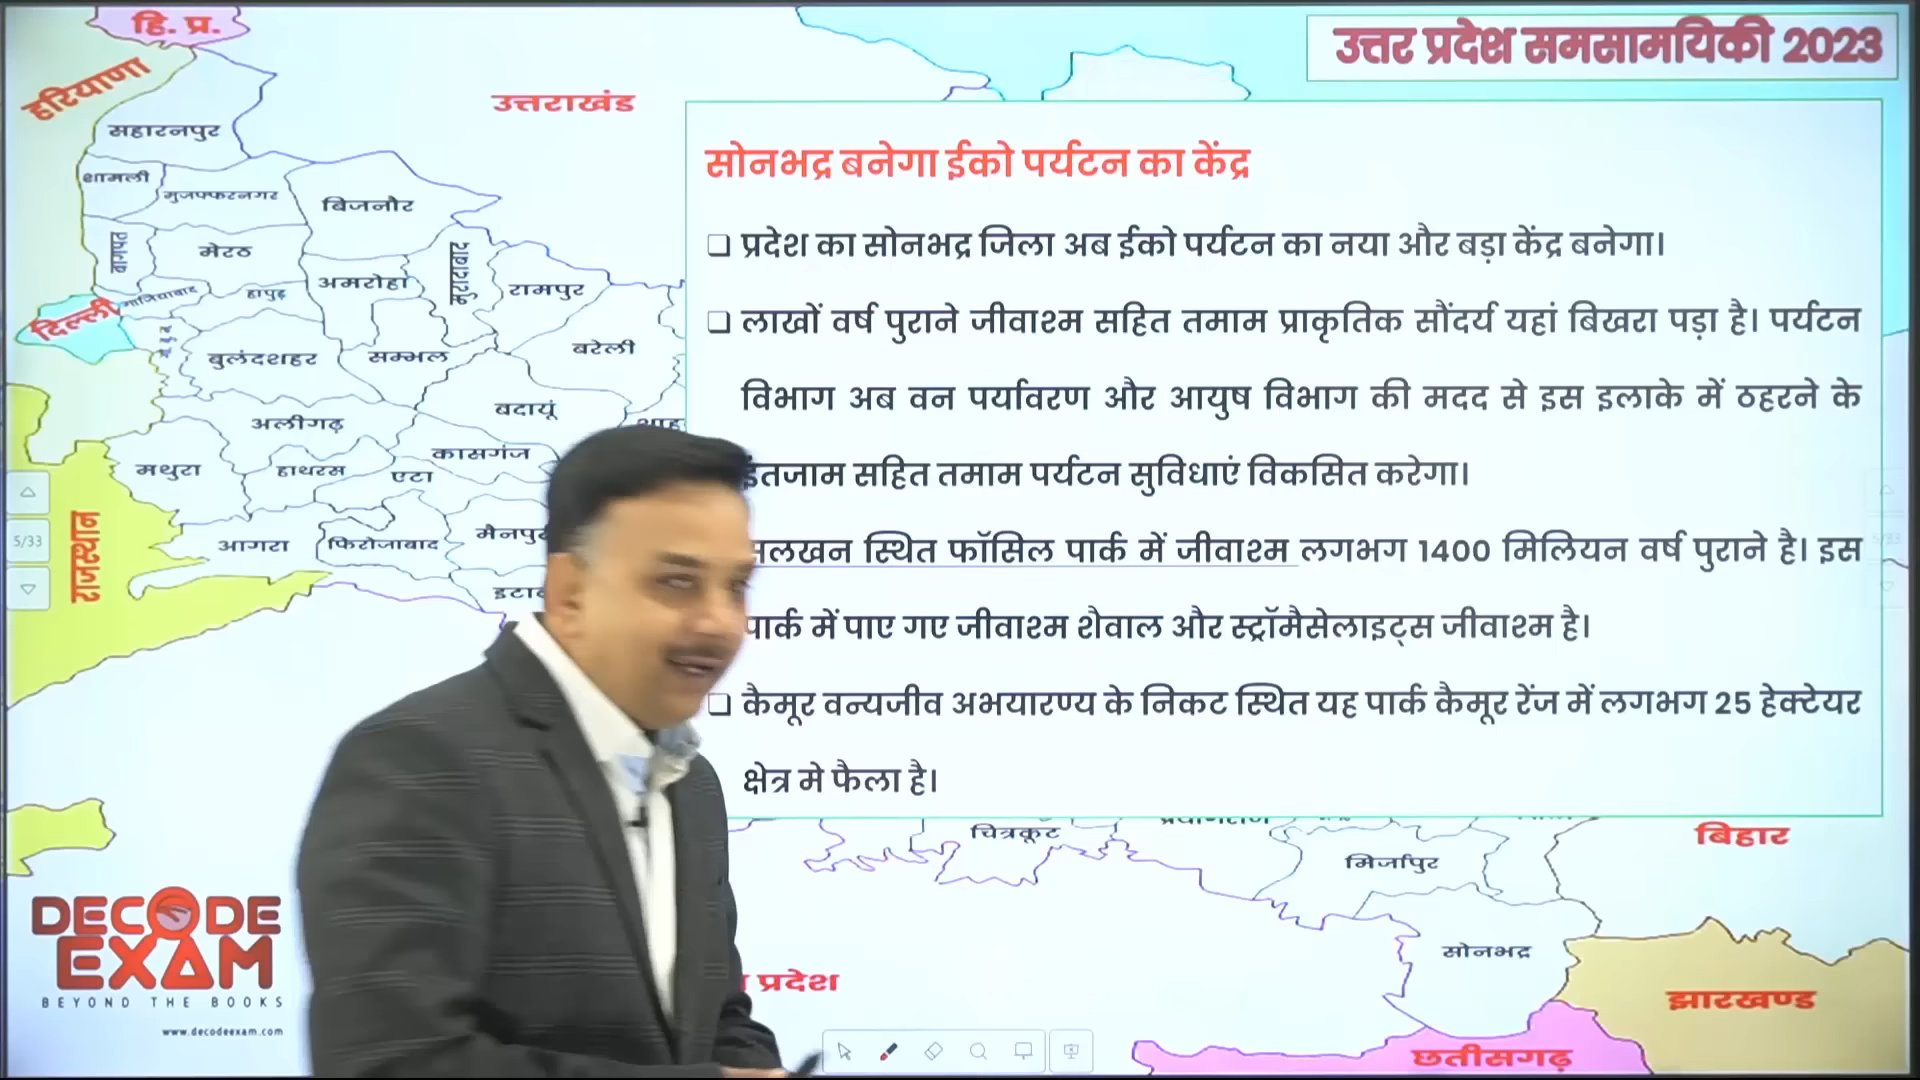 हि. प्र.
उत्तर प्रदेश समसामयिकी 2023
हरियाणा
उत्तराखंड
सहारनपुर
सोनभद्र बनेगा ईको पर्यटन का केंद्र
शामली
मुजफ्फरनगर
बिजनौर
बागपत
मेरठ
❑ प्रदेश का सोनभद्र जिला अब ईको पर्यटन का नया और बड़ा केंद्र बनेगा।
अमरोहा
मुरादाबाद
रामपुर
गाजियाबाद
हापुड़
दिल्ली
❑ लाखों वर्ष पुराने जीवाश्म सहित तमाम प्राकृतिक सौंदर्य यहां बिखरा पड़ा है। पर्यटन
विभाग अब वन पर्यावरण और आयुष विभाग की मदद से इस इलाके में ठहरने के
इंतजाम सहित तमाम पर्यटन सुविधाएं विकसित करेगा।
बुलंदशहर
सम्भल
बरेली
बदायूं
अलीगढ़
कासगंज
मथुरा
हाथरस
एटा
5/33
राजस्थान
आगरा
फिरोजाबाद
स्थित फॉसिल पार्क में जीवाश्म लगभग 1400 मिलियन वर्ष पुराने है। इस
पार्क में पाए गए जीवाश्म शैवाल और स्ट्रॉमैसेलाइट्स जीवाश्म है।
❑ कैमूर वन्यजीव अभयारण्य के निकट स्थित यह पार्क कैमूर रेंज में लगभग 25 हेक्टेयर
क्षेत्र मे फैला है।
चित्रकूट
मिर्जापुर
बिहार
सोनभद्र
प्रदेश
झारखण्ड
छत्तीसगढ़
DECODE
EXAM
BEYOND THE BOOKS
www.decodeexam.com